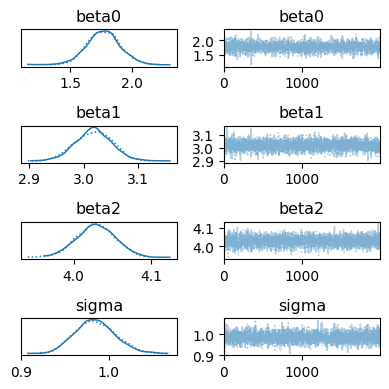 beta0 beta0
2.0
1.5
1.5 2.0 0 1000
beta1 beta1
3.1
3.0
2.9
2.9 3.0 3.1 0 1000
beta2 beta2
4.1
4.0
4.0 4.1 0 1000
sigma sigma
1.0
0.9
0.9 1.0 0 1000